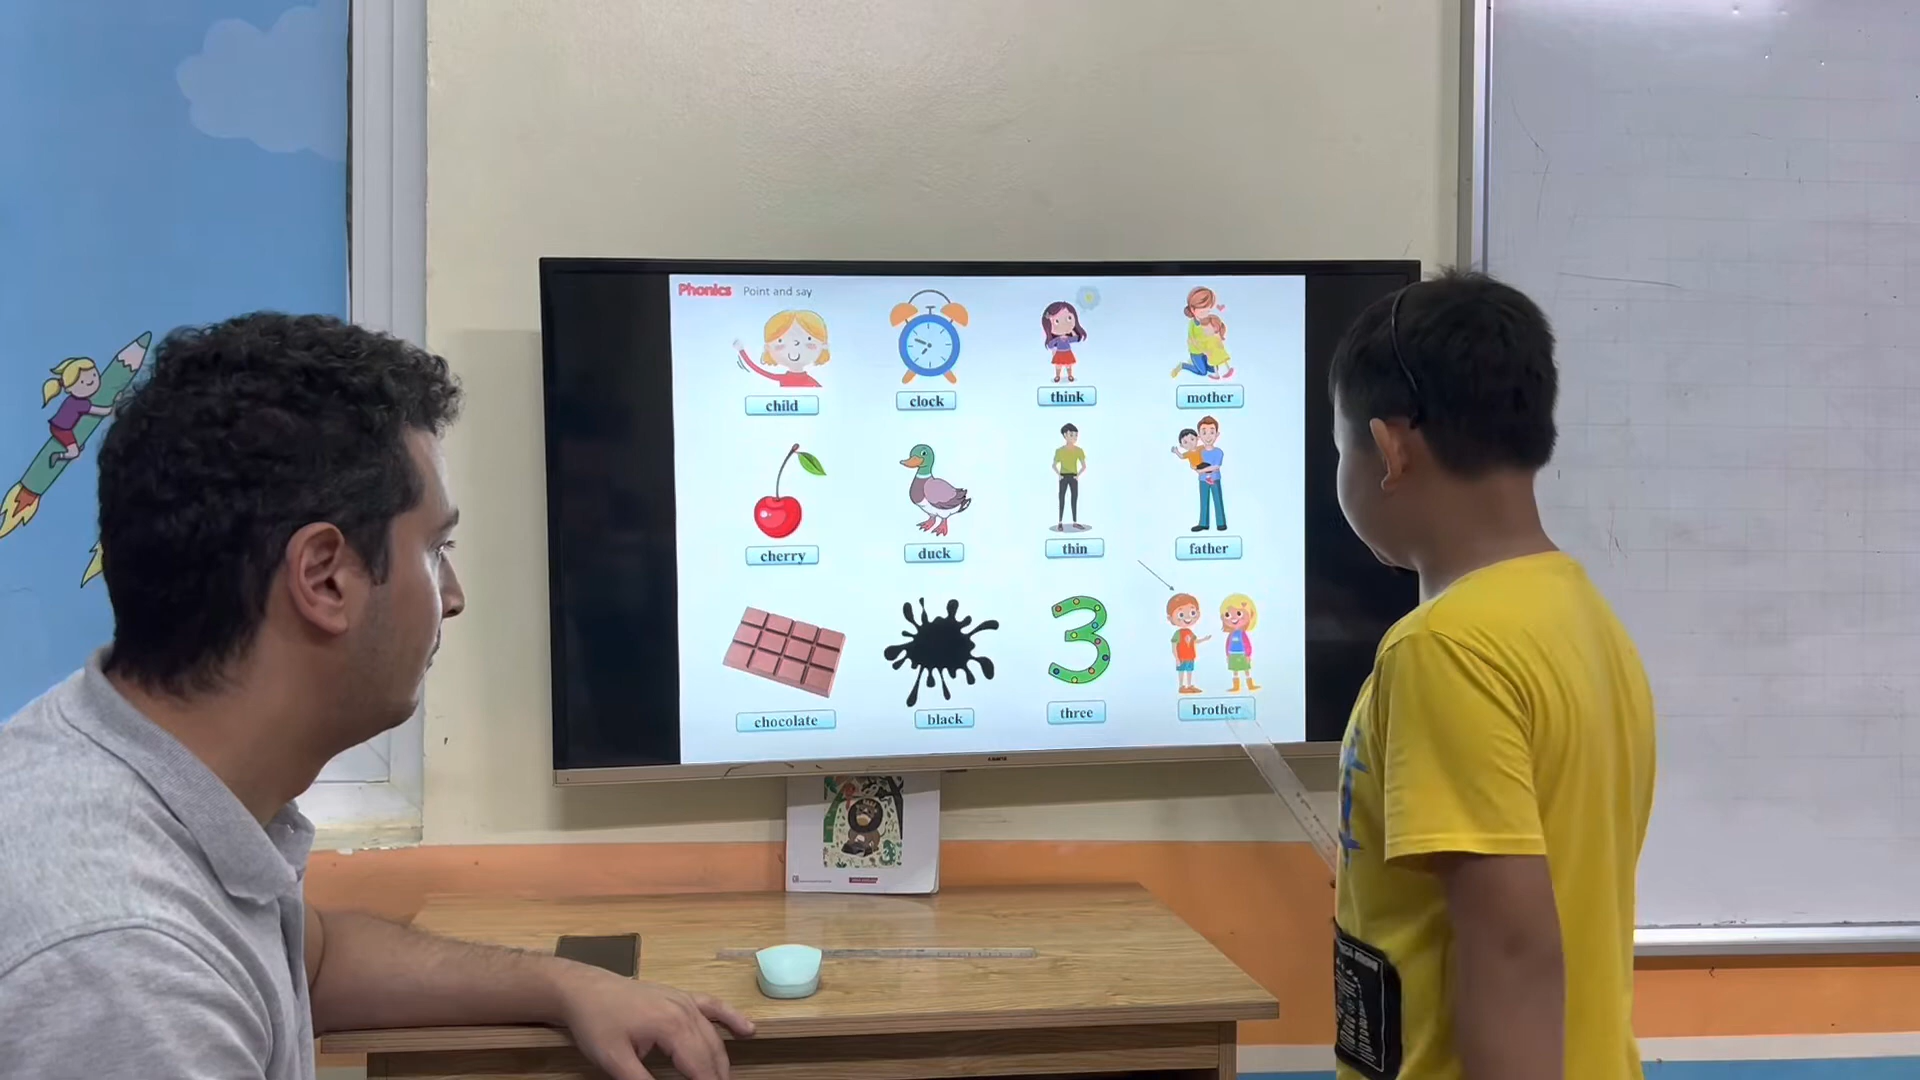 Phonics Point and say
child clock think mother
cherry duck thin father
chocolate black three brother